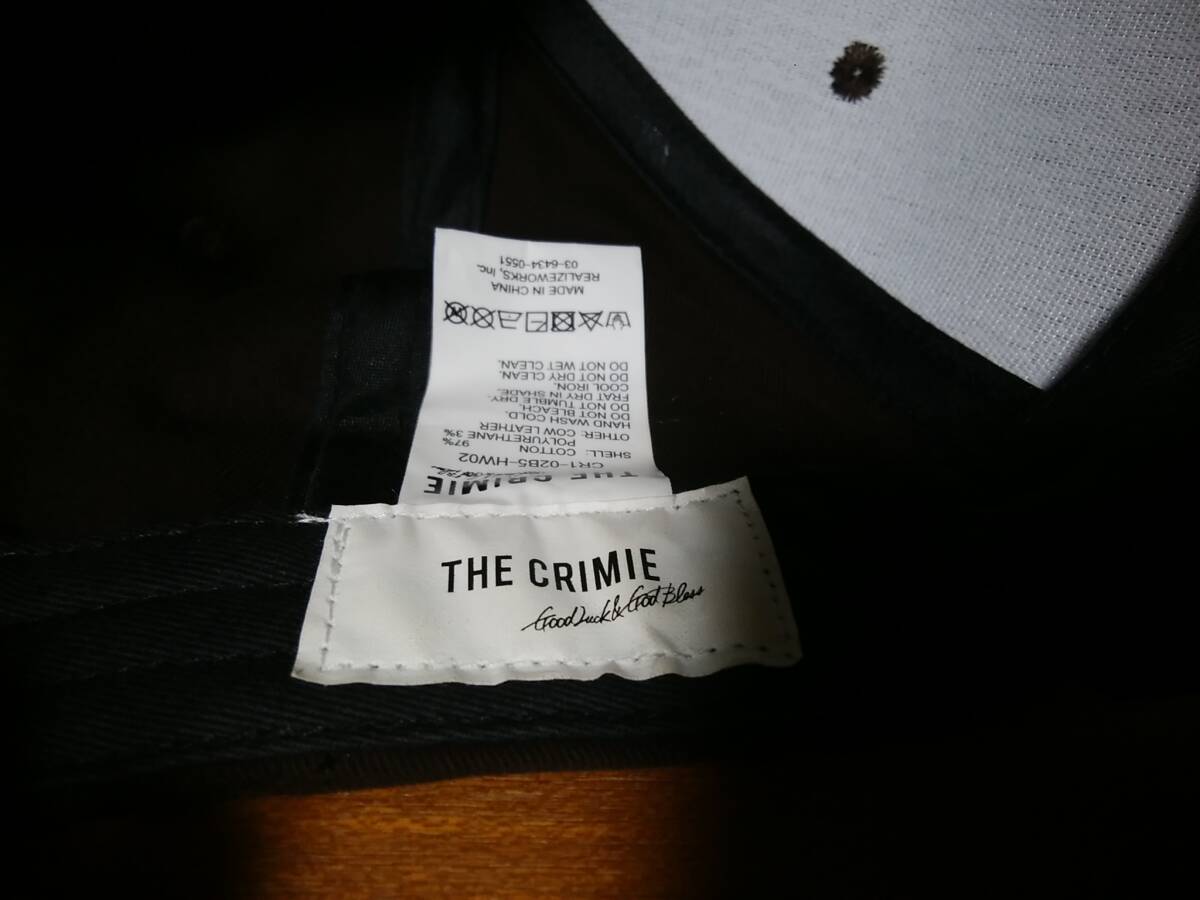 THE CRIMIE
GoodLuck&God Bless
THE CRIMIE
CR1-02B5-HW02
SHELL: COTTON 97%
POLYURETHANE 3%
OTHER: COW LEATHER
HAND WASH COLD.
DO NOT BLEACH.
DO NOT TUMBLE DRY.
FRAT DRY IN SHADE.
COOL IRON.
DO NOT DRY CLEAN.
DO NOT WET CLEAN.
MADE IN CHINA
REALIZEWORKS, Inc.
03-6434-0551